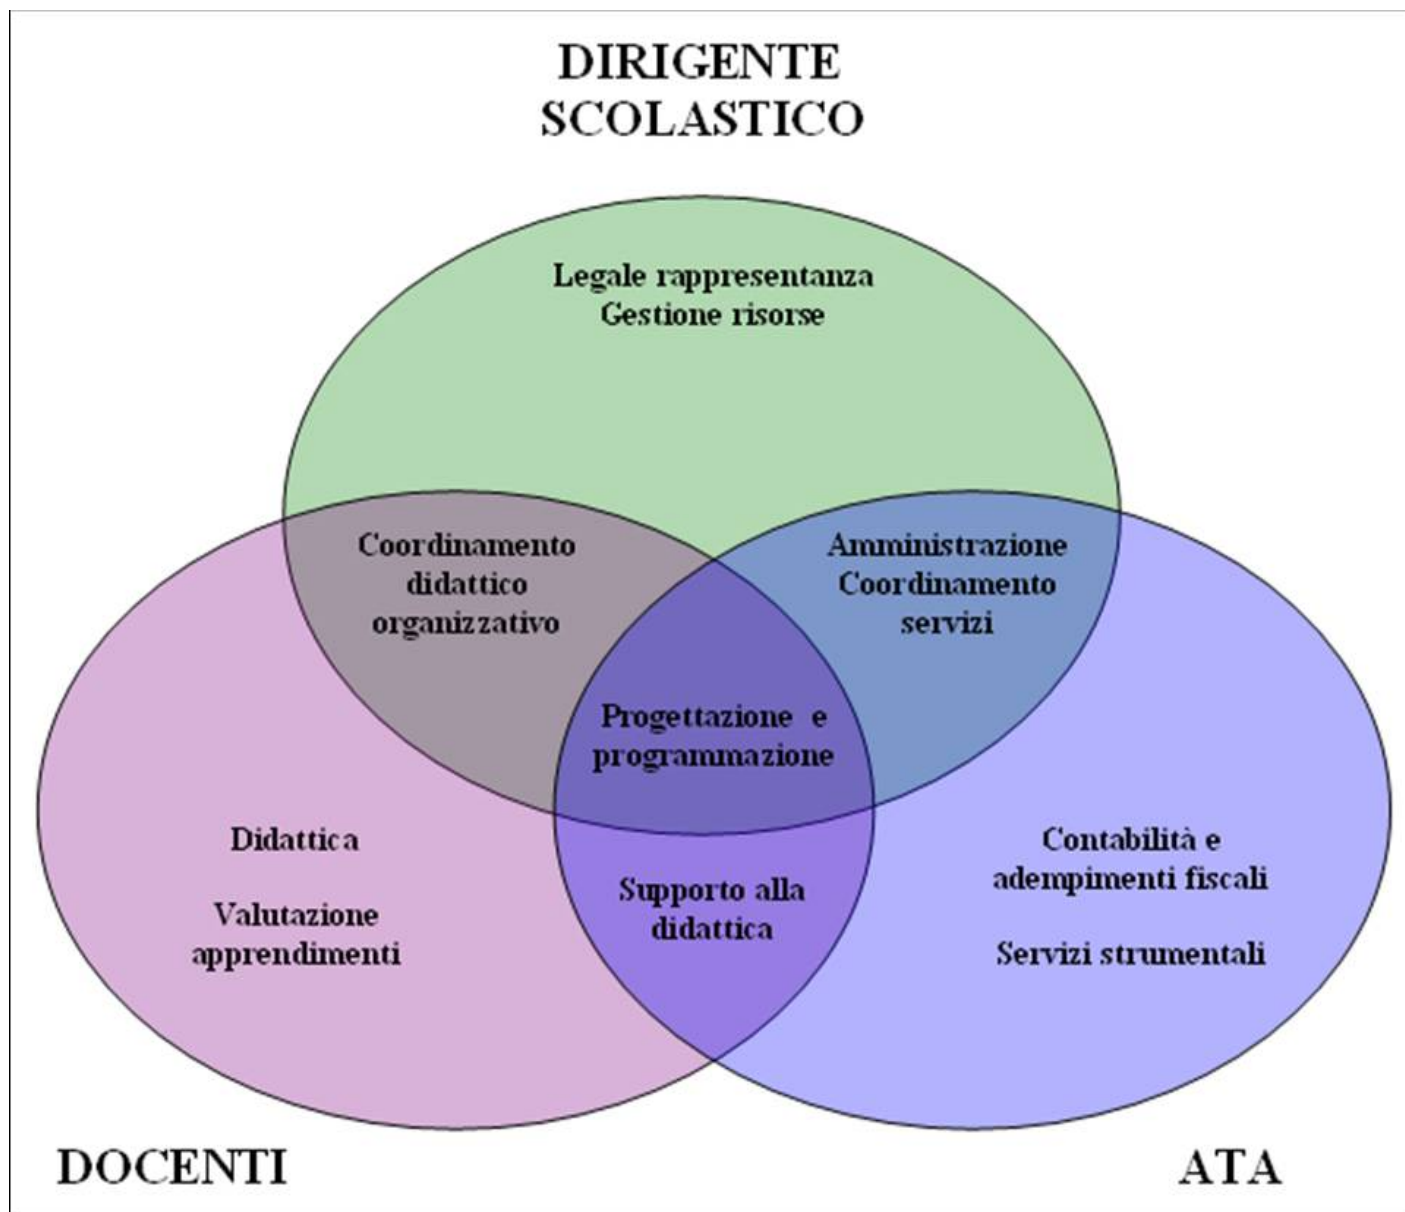 DIRIGENTE
SCOLASTICO
Legale rappresentanza
Gestione risorse
Coordinamento
didattico
organizzativo
Amministrazione
Coordinamento
servizi
Progettazione e
programmazione
Didattica
Valutazione
apprendimenti
Supporto alla
didattica
Contabilità e
adempimenti fiscali
Servizi strumentali
DOCENTI
ATA